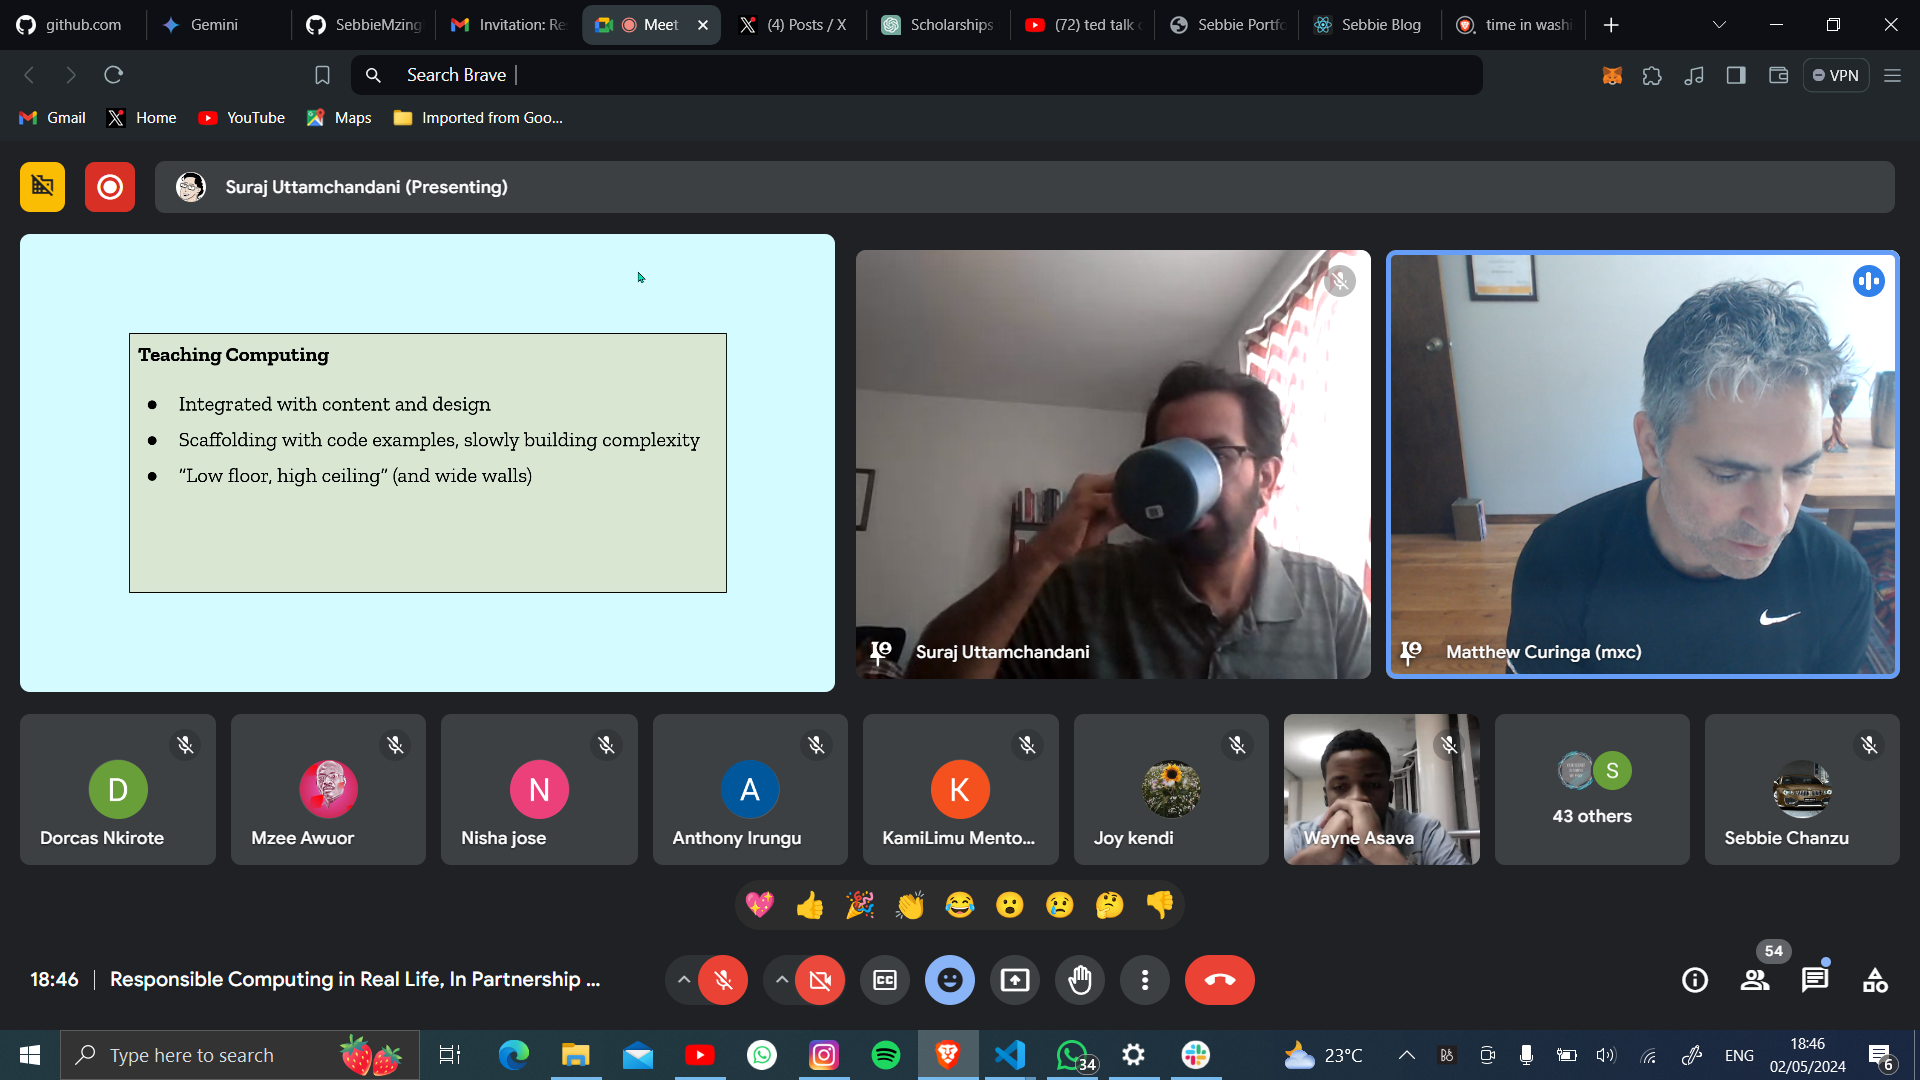 github.com
Gemini
SebbieMzing
Invitation: Re
Meet
(4) Posts / X
Scholarships
(72) ted talk
Sebbie Portfo
Sebbie Blog
time in washi
Search Brave
VPN
Gmail
Home
YouTube
Maps
Imported from Goo...
Suraj Uttamchandani (Presenting)
Teaching Computing
● Integrated with content and design
● Scaffolding with code examples, slowly building complexity
● “Low floor, high ceiling” (and wide walls)
Suraj Uttamchandani
Matthew Curinga (mxc)
D
N
A
K
S
43 others
Dorcas Nkirote
Mzee Awuor
Nisha jose
Anthony Irungu
KamiLimu Mento...
Joy kendi
Wayne Asava
Sebbie Chanzu
18:46
Responsible Computing in Real Life, In Partnership ...
CC
54
Type here to search
34
23°C
ENG
18:46
02/05/2024
6